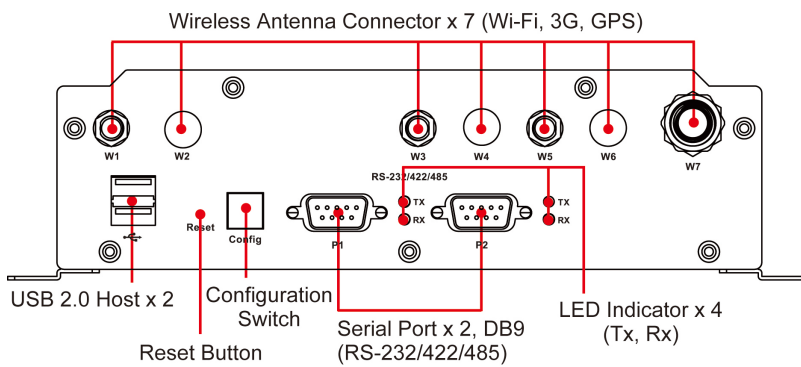 Wireless Antenna Connector x 7 (Wi-Fi, 3G, GPS)
W1
W2
W3
W4
W5
W6
W7
RS-232/422/485
TX
RX
TX
RX
Reset
Config
P1
P2
USB 2.0 Host x 2
Configuration
Switch
Reset Button
Serial Port x 2, DB9
(RS-232/422/485)
LED Indicator x 4
(Tx, Rx)